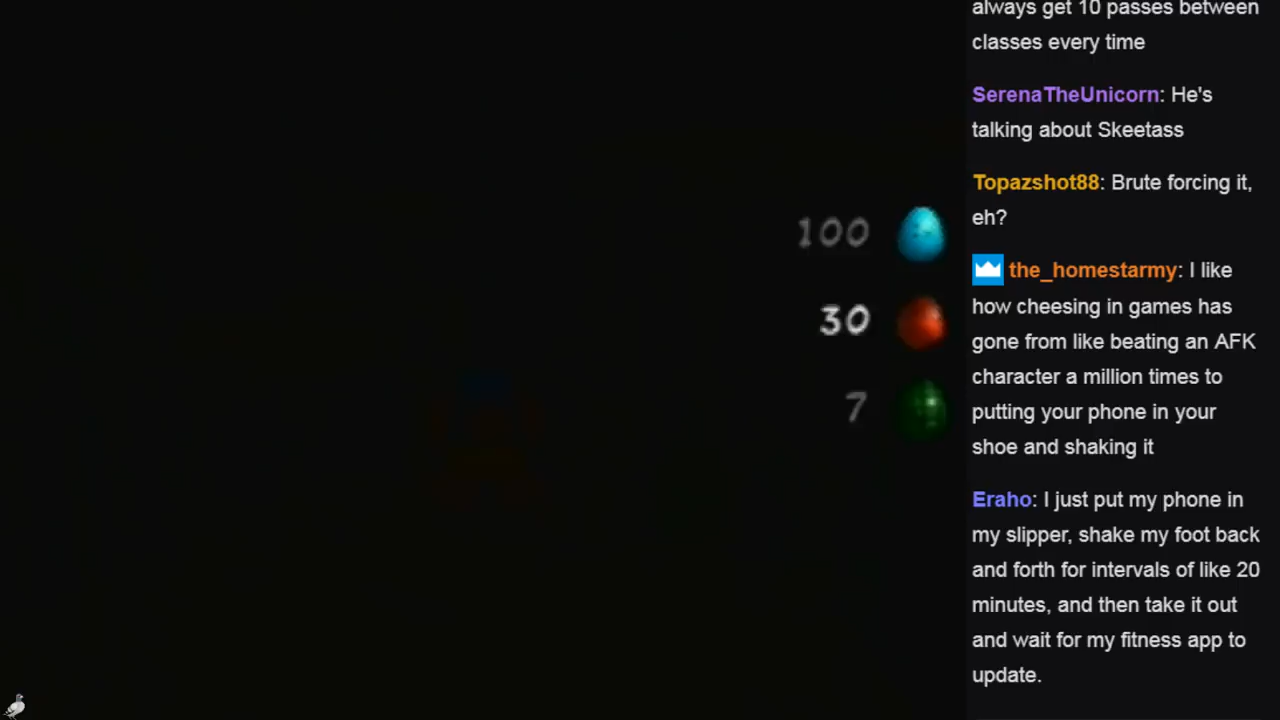 always get 10 passes between
classes every time
SerenaTheUnicorn: He's
talking about Skeetass
Topazshot88: Brute forcing it,
eh?
the_homestarmy: I like
how cheesing in games has
gone from like beating an AFK
character a million times to
putting your phone in your
shoe and shaking it
Eraho: I just put my phone in
my slipper, shake my foot back
and forth for intervals of like 20
minutes, and then take it out
and wait for my fitness app to
update.
100
30
7